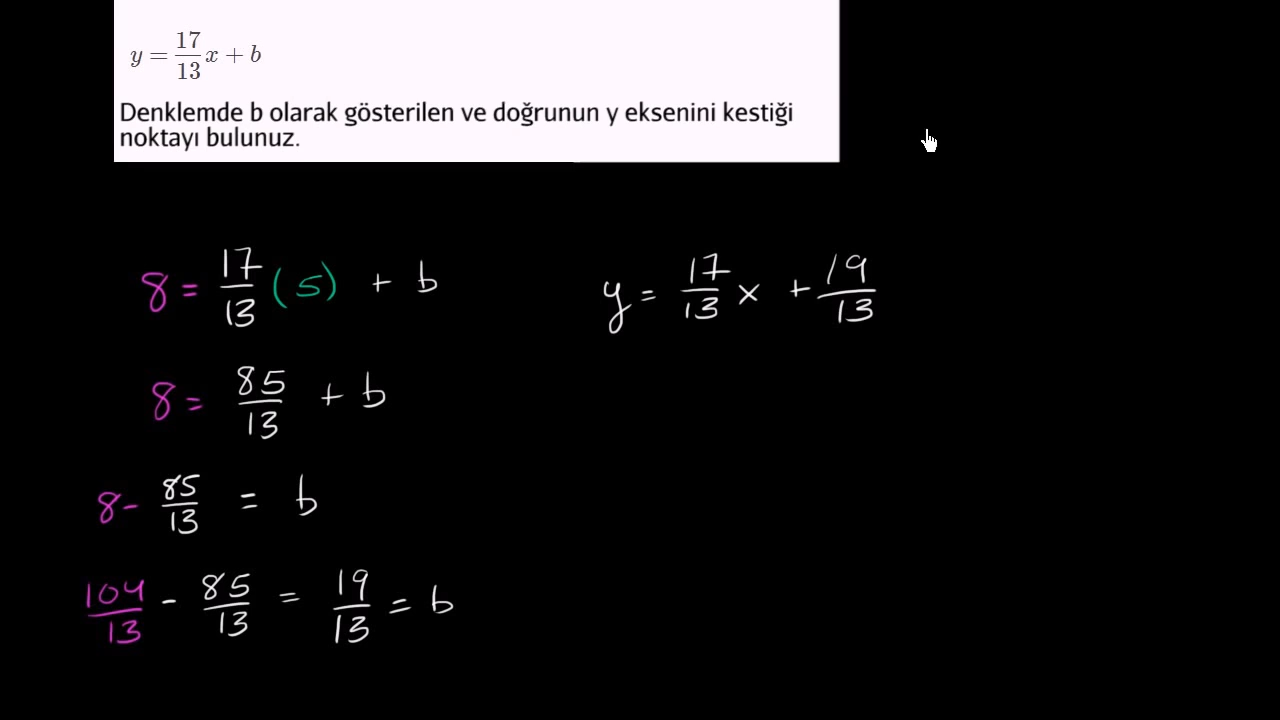 y = 17/13 x + b
Denklemde b olarak gösterilen ve doğrunun y eksenini kestiği
noktayı bulunuz.
8 = 17/13 (5) + b
y = 17/13 x + 19/13
8 = 85/13 + b
8 - 85/13 = b
104/13 - 85/13 = 19/13 = b